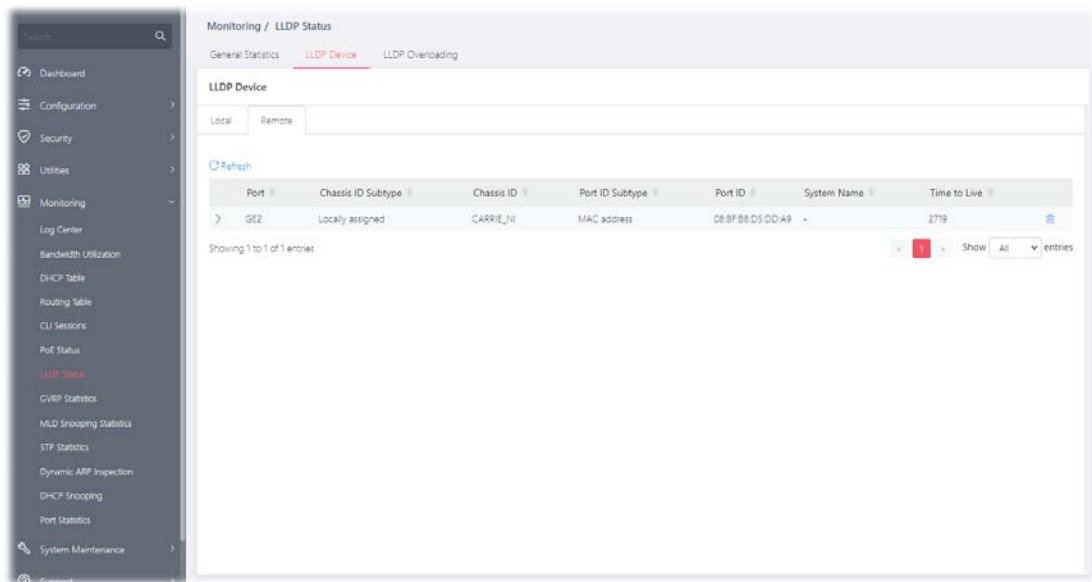 Search...
Dashboard
Configuration
Security
Utilities
Monitoring
Log Center
Bandwidth Utilization
DHCP Table
Routing Table
CLI Sessions
PoE Status
LLDP Status
GVRP Statistics
MLD Snooping Statistics
STP Statistics
Dynamic ARP Inspection
DHCP Snooping
Port Statistics
System Maintenance
Support
Monitoring / LLDP Status
General Statistics LLDP Device LLDP Overloading
LLDP Device
Local Remote
Refresh
Port Chassis ID Subtype Chassis ID Port ID Subtype Port ID System Name Time to Live
GE2 Locally assigned CARRIE_NI MAC address 08:BF:B8:D5:DD:A9 - 2719
Showing 1 to 1 of 1 entries
« 1 » Show All entries